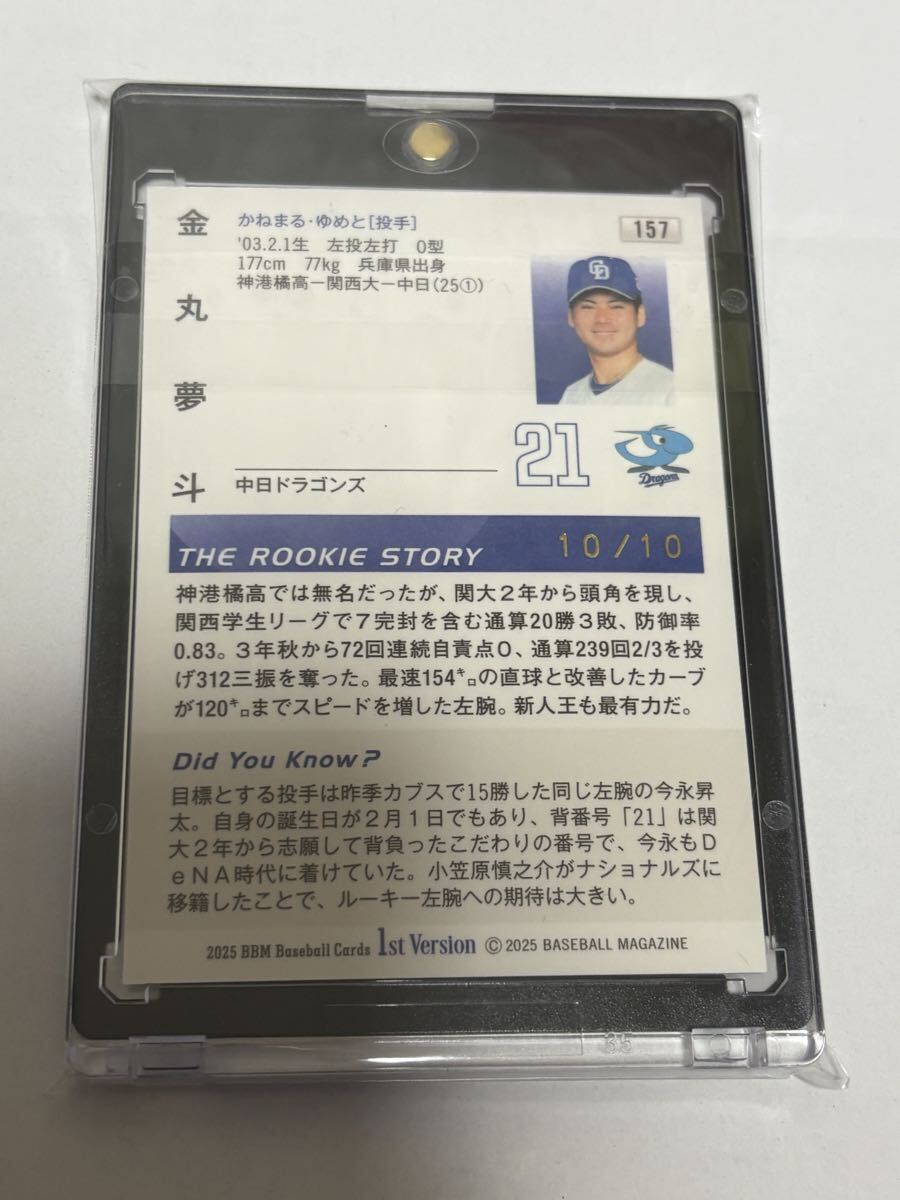 金丸夢斗
かねまる・ゆめと[投手]
'03.2.1生　左投左打　O型
177cm　77kg　兵庫県出身
神港橘高ー関西大ー中日(25①)
157
21
Dragons
中日ドラゴンズ
THE ROOKIE STORY 10/10
神港橘高では無名だったが、関大2年から頭角を現し、
関西学生リーグで7完封を含む通算20勝3敗、防御率
0.83。3年秋から72回連続自責点0、通算239回2/3を投
げ312三振を奪った。最速154㌔の直球と改善したカーブ
が120㌔までスピードを増した左腕。新人王も最有力だ。
Did You Know?
目標とする投手は昨季カブスで15勝した同じ左腕の今永昇
太。自身の誕生日が2月1日でもあり、背番号「21」は関
大2年から志願して背負ったこだわりの番号で、今永もD
eNA時代に着けていた。小笠原慎之介がナショナルズに
移籍したことで、ルーキー左腕への期待は大きい。
2025 BBM Baseball Cards 1st Version © 2025 BASEBALL MAGAZINE
35